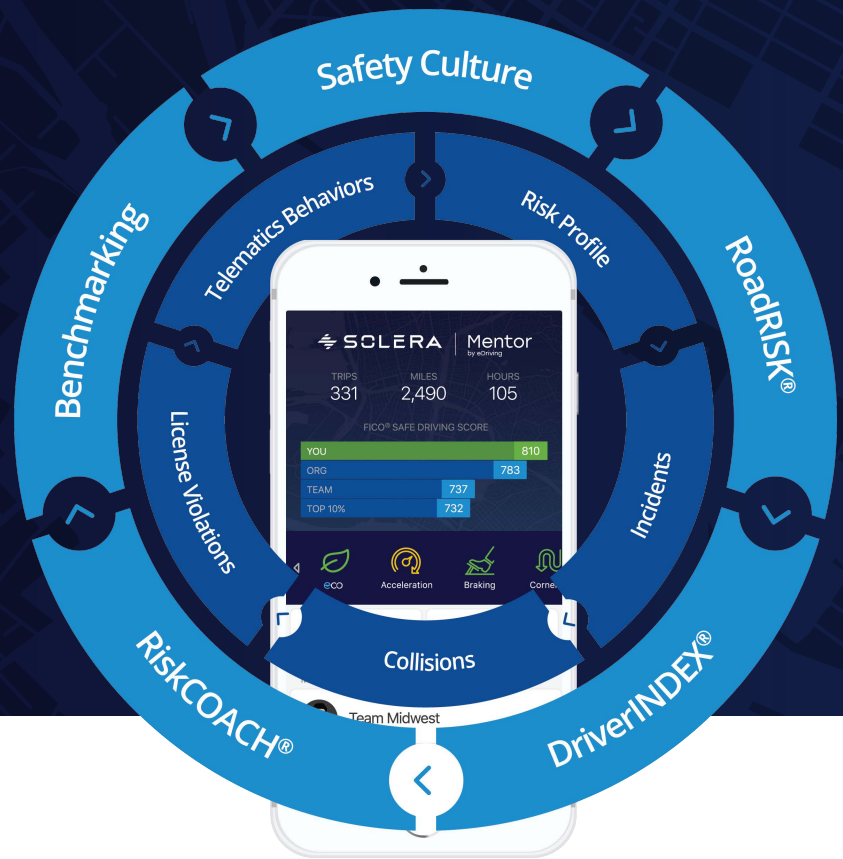 Safety Culture
RoadRISK®
DriverINDEX®
RiskCOACH®
Benchmarking
Telematics Behaviors
Risk Profile
Incidents
Collisions
License Violations
SOLERA | Mentor
by eDriving
TRIPS MILES HOURS
331 2,490 105
FICO® SAFE DRIVING SCORE
YOU 810
ORG 783
TEAM 737
TOP 10% 732
eco Acceleration Braking Corne
Team Midwest